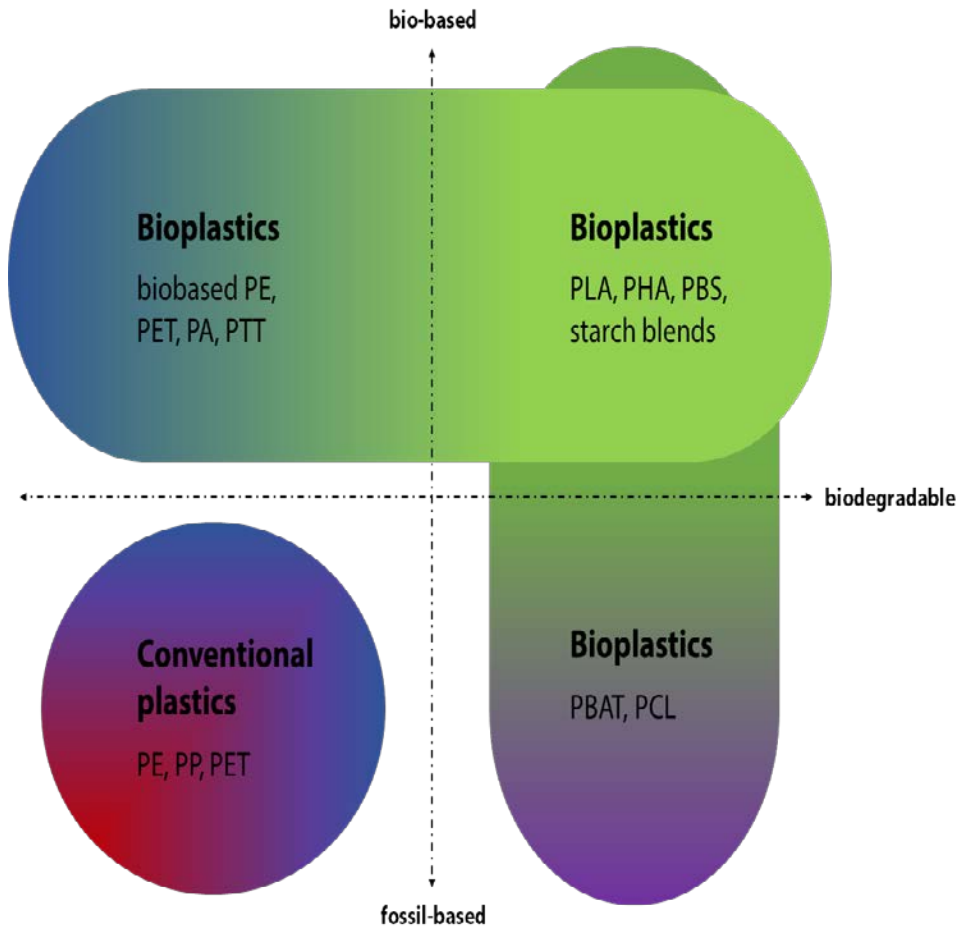 bio-based
Bioplastics
biobased PE,
PET, PA, PTT
Bioplastics
PLA, PHA, PBS,
starch blends
biodegradable
Conventional
plastics
PE, PP, PET
Bioplastics
PBAT, PCL
fossil-based